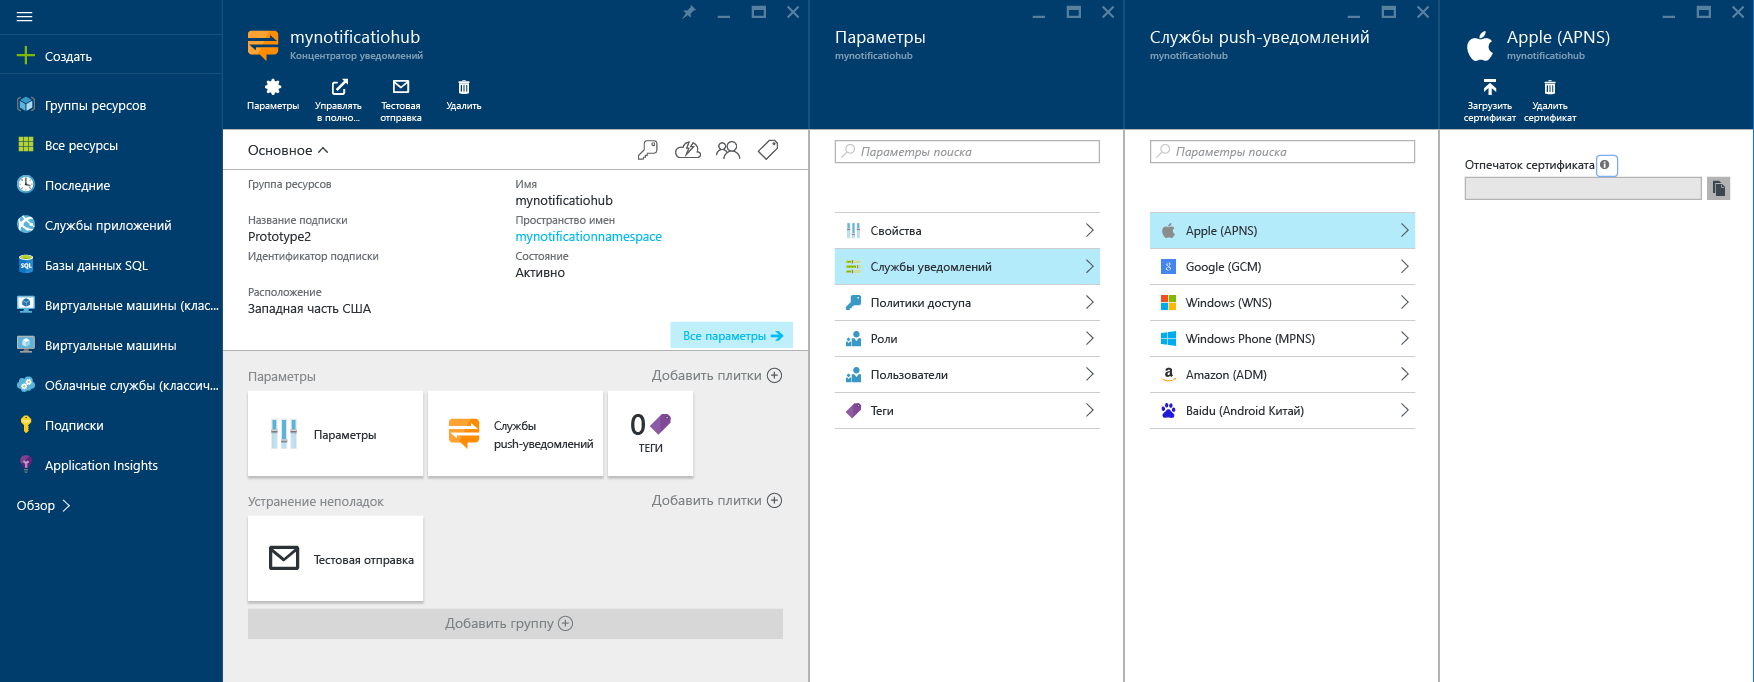 Создать
Группы ресурсов
Все ресурсы
Последние
Службы приложений
Базы данных SQL
Виртуальные машины (клас...
Виртуальные машины
Облачные службы (классич...
Подписки
Application Insights
Обзор
mynotificatiohub
Концентратор уведомлений
Параметры
Управлять в полно...
Тестовая отправка
Удалить
Основное
Группа ресурсов
Название подписки
Prototype2
Идентификатор подписки
Расположение
Западная часть США
Имя
mynotificatiohub
Пространство имен
mynotificationnamespace
Состояние
Активно
Все параметры
Параметры
Добавить плитки
Параметры
Службы
push-уведомлений
0
ТЕГИ
Устранение неполадок
Добавить плитки
Тестовая отправка
Добавить группу
Параметры
mynotificatiohub
Параметры поиска
Свойства
Службы уведомлений
Политики доступа
Роли
Пользователи
Теги
Службы push-уведомлений
mynotificatiohub
Параметры поиска
Apple (APNS)
Google (GCM)
Windows (WNS)
Windows Phone (MPNS)
Amazon (ADM)
Baidu (Android Китай)
Apple (APNS)
mynotificatiohub
Загрузить сертификат
Удалить сертификат
Отпечаток сертификата